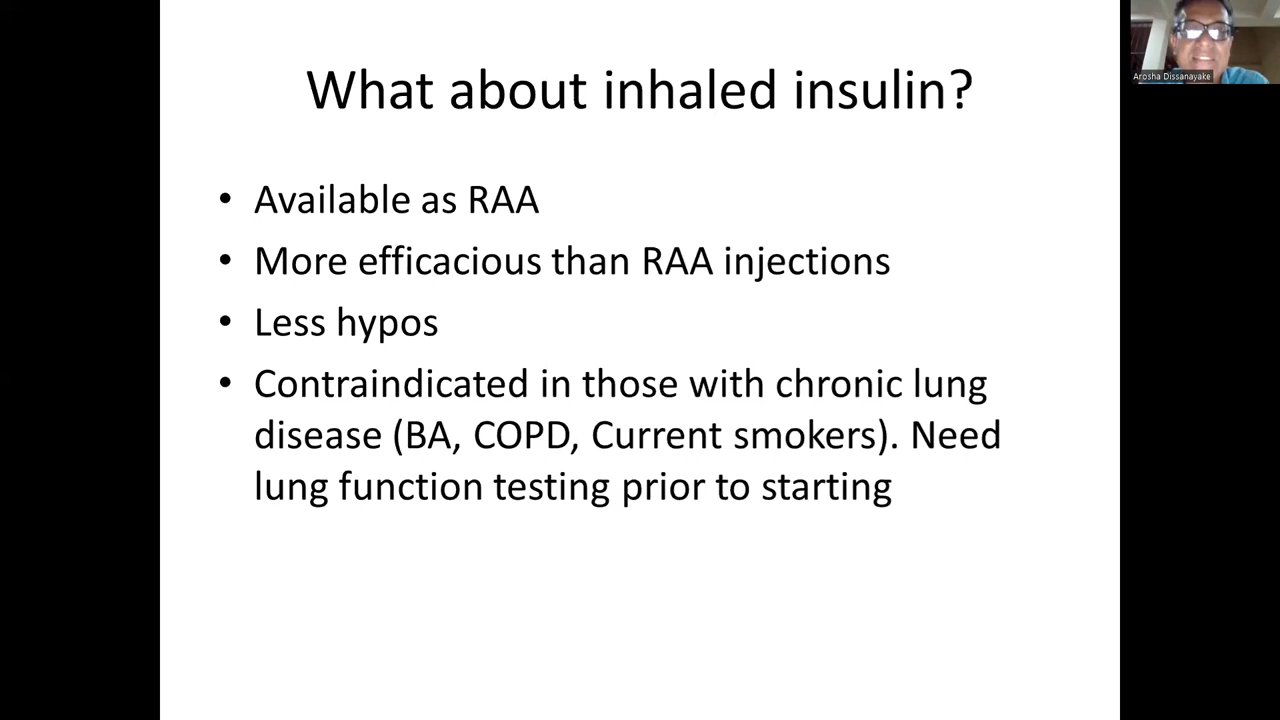 What about inhaled insulin?
• Available as RAA
• More efficacious than RAA injections
• Less hypos
• Contraindicated in those with chronic lung
disease (BA, COPD, Current smokers). Need
lung function testing prior to starting
Arosha Dissanayake